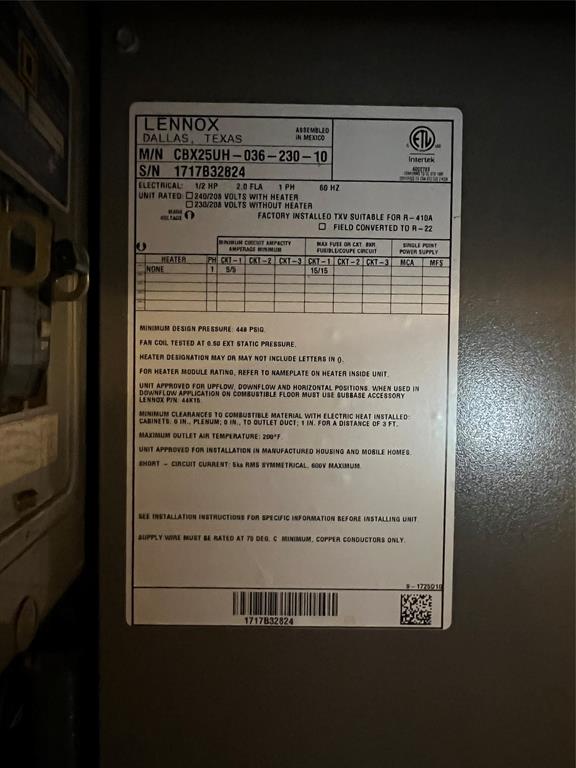 LENNOX
DALLAS, TEXAS
ASSEMBLED
IN MEXICO
M/N CBX25UH-036-230-10
S/N 1717B32824
ETL
Intertek
ELECTRICAL: 1/2 HP 2.0 FLA 1 PH 60 HZ
UNIT RATED: 240/208 VOLTS WITH HEATER
230/208 VOLTS WITHOUT HEATER
MARK
VOLTAGE
FACTORY INSTALLED TXV SUITABLE FOR R-410A
FIELD CONVERTED TO R-22
MINIMUM CIRCUIT AMPACITY
AMPERAGE MINIMUM
MAX FUSE OR CKT. BKR.
FUSIBLE/COUPE CIRCUIT
SINGLE POINT
POWER SUPPLY
HEATER PH CKT-1 CKT-2 CKT-3 CKT-1 CKT-2 CKT-3 MCA MFS
NONE 1 5/5 15/15
MINIMUM DESIGN PRESSURE: 448 PSIG.
FAN COIL TESTED AT 0.50 EXT STATIC PRESSURE.
HEATER DESIGNATION MAY OR MAY NOT INCLUDE LETTERS IN ().
FOR HEATER MODULE RATING, REFER TO NAMEPLATE ON HEATER INSIDE UNIT.
UNIT APPROVED FOR UPFLOW, DOWNFLOW AND HORIZONTAL POSITIONS. WHEN USED IN
DOWNFLOW APPLICATION ON COMBUSTIBLE FLOOR MUST USE SUBBASE ACCESSORY
LENNOX P/N: 44K15.
MINIMUM CLEARANCES TO COMBUSTIBLE MATERIAL WITH ELECTRIC HEAT INSTALLED:
CABINETS: 0 IN., PLENUM; 0 IN., TO OUTLET DUCT; 1 IN. FOR A DISTANCE OF 3 FT.
MAXIMUM OUTLET AIR TEMPERATURE: 200°F.
UNIT APPROVED FOR INSTALLATION IN MANUFACTURED HOUSING AND MOBILE HOMES.
SHORT - CIRCUIT CURRENT: 5ka RMS SYMMETRICAL, 600V MAXIMUM.
SEE INSTALLATION INSTRUCTIONS FOR SPECIFIC INFORMATION BEFORE INSTALLING UNIT
SUPPLY WIRE MUST BE RATED AT 75 DEG. C MINIMUM, COPPER CONDUCTORS ONLY.
1717B32824